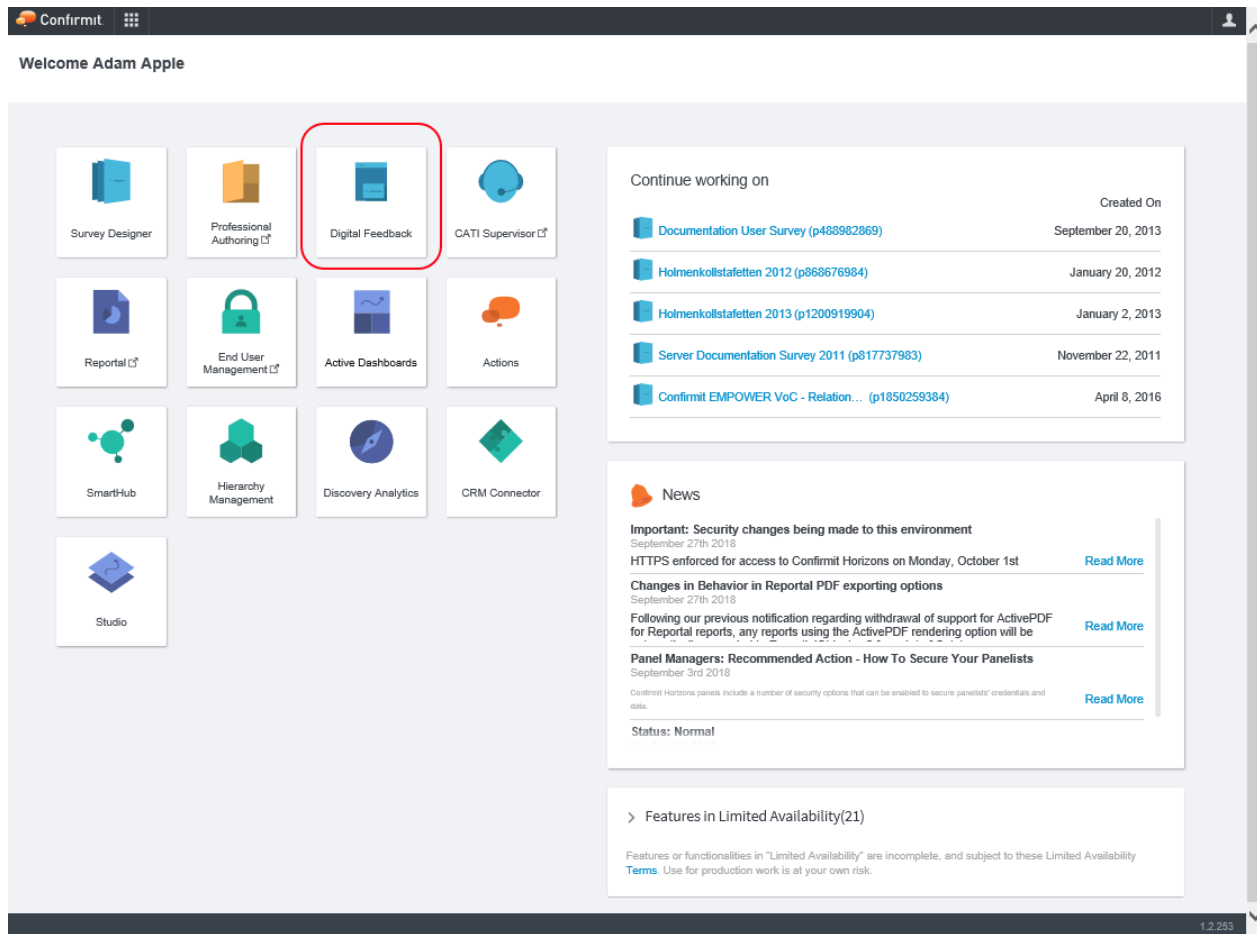 Confirmit
Welcome Adam Apple
Survey Designer
Professional
Authoring
Digital Feedback
CATI Supervisor
Reportal
End User
Management
Active Dashboards
Actions
SmartHub
Hierarchy
Management
Discovery Analytics
CRM Connector
Studio
Continue working on
Created On
Documentation User Survey (p488982869) September 20, 2013
Holmenkollstafetten 2012 (p868676984) January 20, 2012
Holmenkollstafetten 2013 (p1200919904) January 2, 2013
Server Documentation Survey 2011 (p817737983) November 22, 2011
Confirmit EMPOWER VoC - Relation... (p1850259384) April 8, 2016
News
Important: Security changes being made to this environment
September 27th 2018
HTTPS enforced for access to Confirmit Horizons on Monday, October 1st Read More
Changes in Behavior in Reportal PDF exporting options
September 27th 2018
Following our previous notification regarding withdrawal of support for ActivePDF
for Reportal reports, any reports using the ActivePDF rendering option will be
Read More
Panel Managers: Recommended Action - How To Secure Your Panelists
September 3rd 2018
Confirmit Horizons panels include a number of security options that can be enabled to secure panelists' credentials and
data.
Read More
Status: Normal
Features in Limited Availability(21)
Features or functionalities in "Limited Availability" are incomplete, and subject to these Limited Availability
Terms. Use for production work is at your own risk.
1.2.253